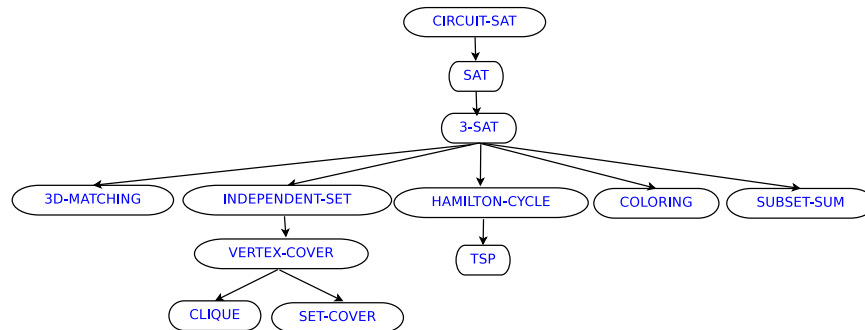 CIRCUIT-SAT
SAT
3-SAT
3D-MATCHING
INDEPENDENT-SET
HAMILTON-CYCLE
COLORING
SUBSET-SUM
VERTEX-COVER
TSP
CLIQUE
SET-COVER